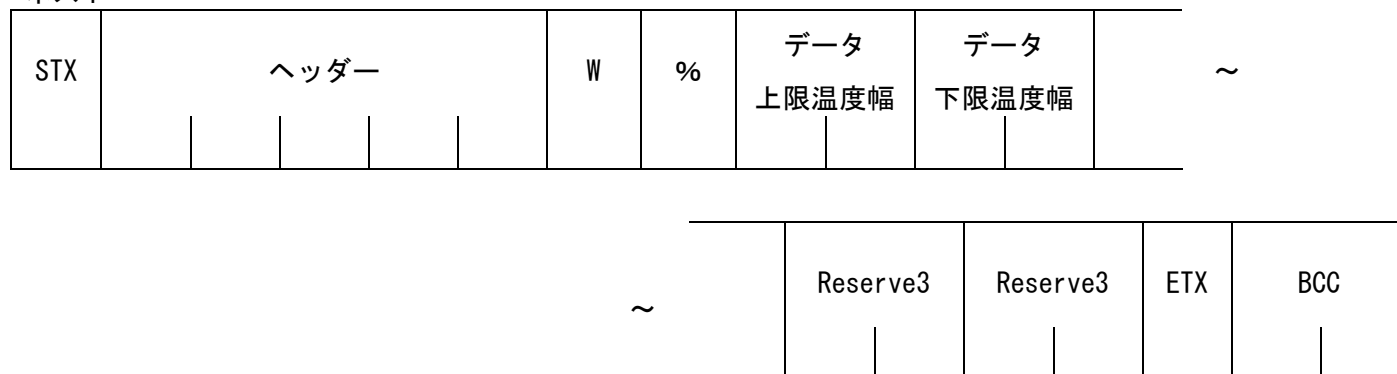 STX ヘッダー W % データ 上限温度幅 データ 下限温度幅 ～
～ Reserve3 Reserve3 ETX BCC